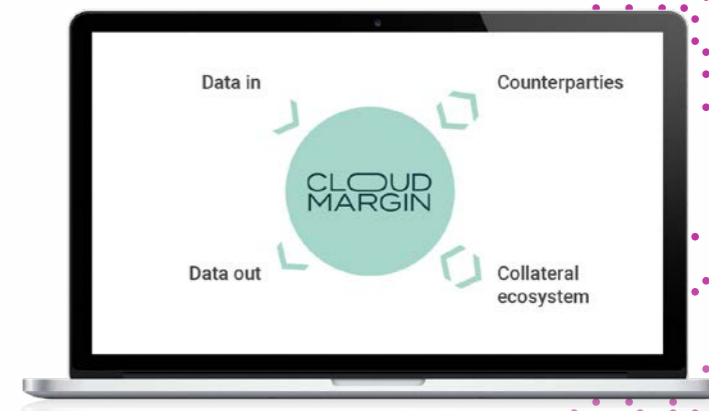 Data in
Counterparties
CLOUD
MARGIN
Data out
Collateral
ecosystem